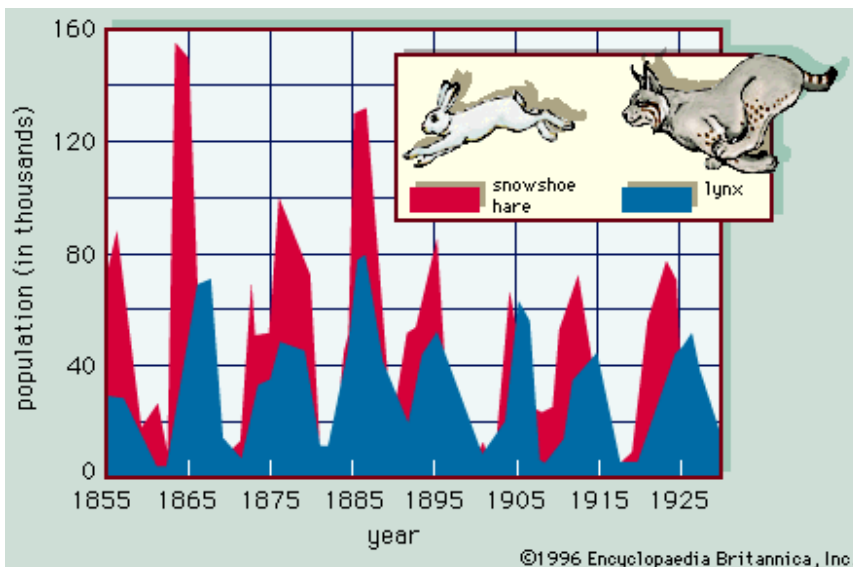 population (in thousands)
160
120
80
40
0
snowshoe
hare
lynx
1855 1865 1875 1885 1895 1905 1915 1925
year
©1996 Encyclopaedia Britannica, Inc